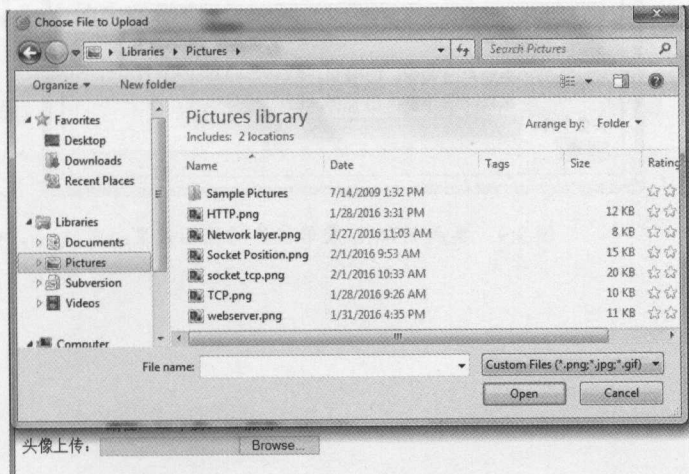 Choose File to Upload
Libraries Pictures
Search Pictures
Organize New folder
Favorites
Desktop
Downloads
Recent Places
Libraries
Documents
Pictures
Subversion
Videos
Computer
Pictures library
Includes: 2 locations
Arrange by: Folder
Name Date Tags Size Rating
Sample Pictures 7/14/2009 1:32 PM
HTTP.png 1/28/2016 3:31 PM 12 KB
Network layer.png 1/27/2016 11:03 AM 8 KB
Socket Position.png 2/1/2016 9:53 AM 15 KB
socket_tcp.png 2/1/2016 10:33 AM 20 KB
TCP.png 1/28/2016 9:26 AM 10 KB
webserver.png 1/31/2016 4:35 PM 11 KB
File name: Custom Files (*.png;*.jpg;*.gif)
Open Cancel
头像上传: Browse...